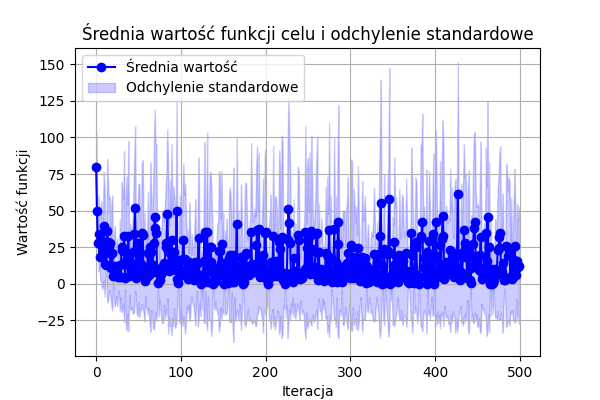 Średnia wartość funkcji celu i odchylenie standardowe
Średnia wartość
Odchylenie standardowe
Wartość funkcji
150
125
100
75
50
25
0
−25
0 100 200 300 400 500
Iteracja